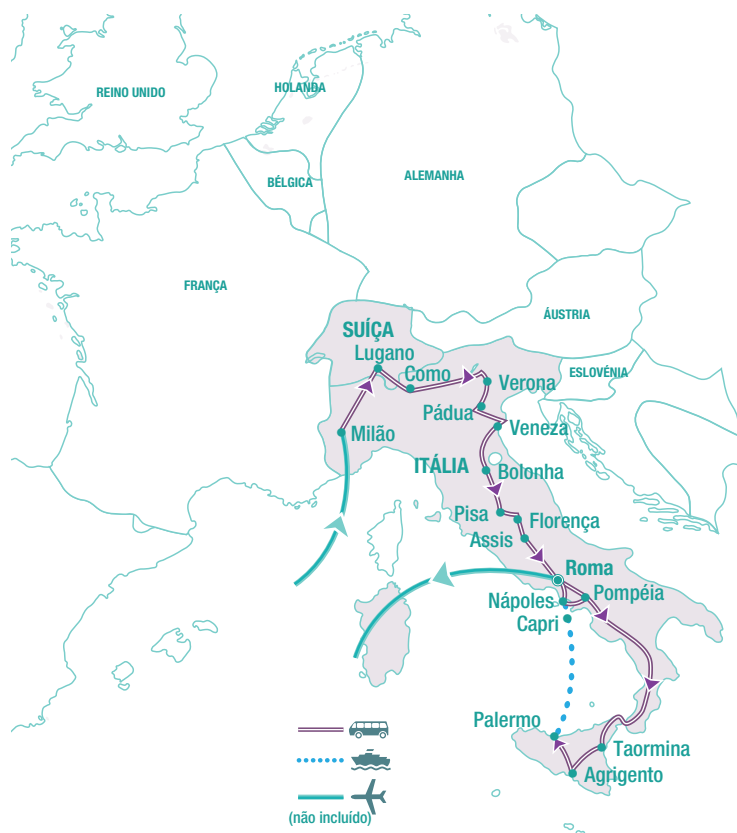 REINO UNIDO
HOLANDA
BÉLGICA
ALEMANHA
FRANÇA
ÁUSTRIA
SUÍÇA
Lugano
Como
ESLOVÉNIA
Verona
Pádua
Veneza
Milão
ITÁLIA
Bolonha
Pisa
Florença
Assis
Roma
Pompéia
Nápoles
Capri
Palermo
Taormina
Agrigento
(não incluído)